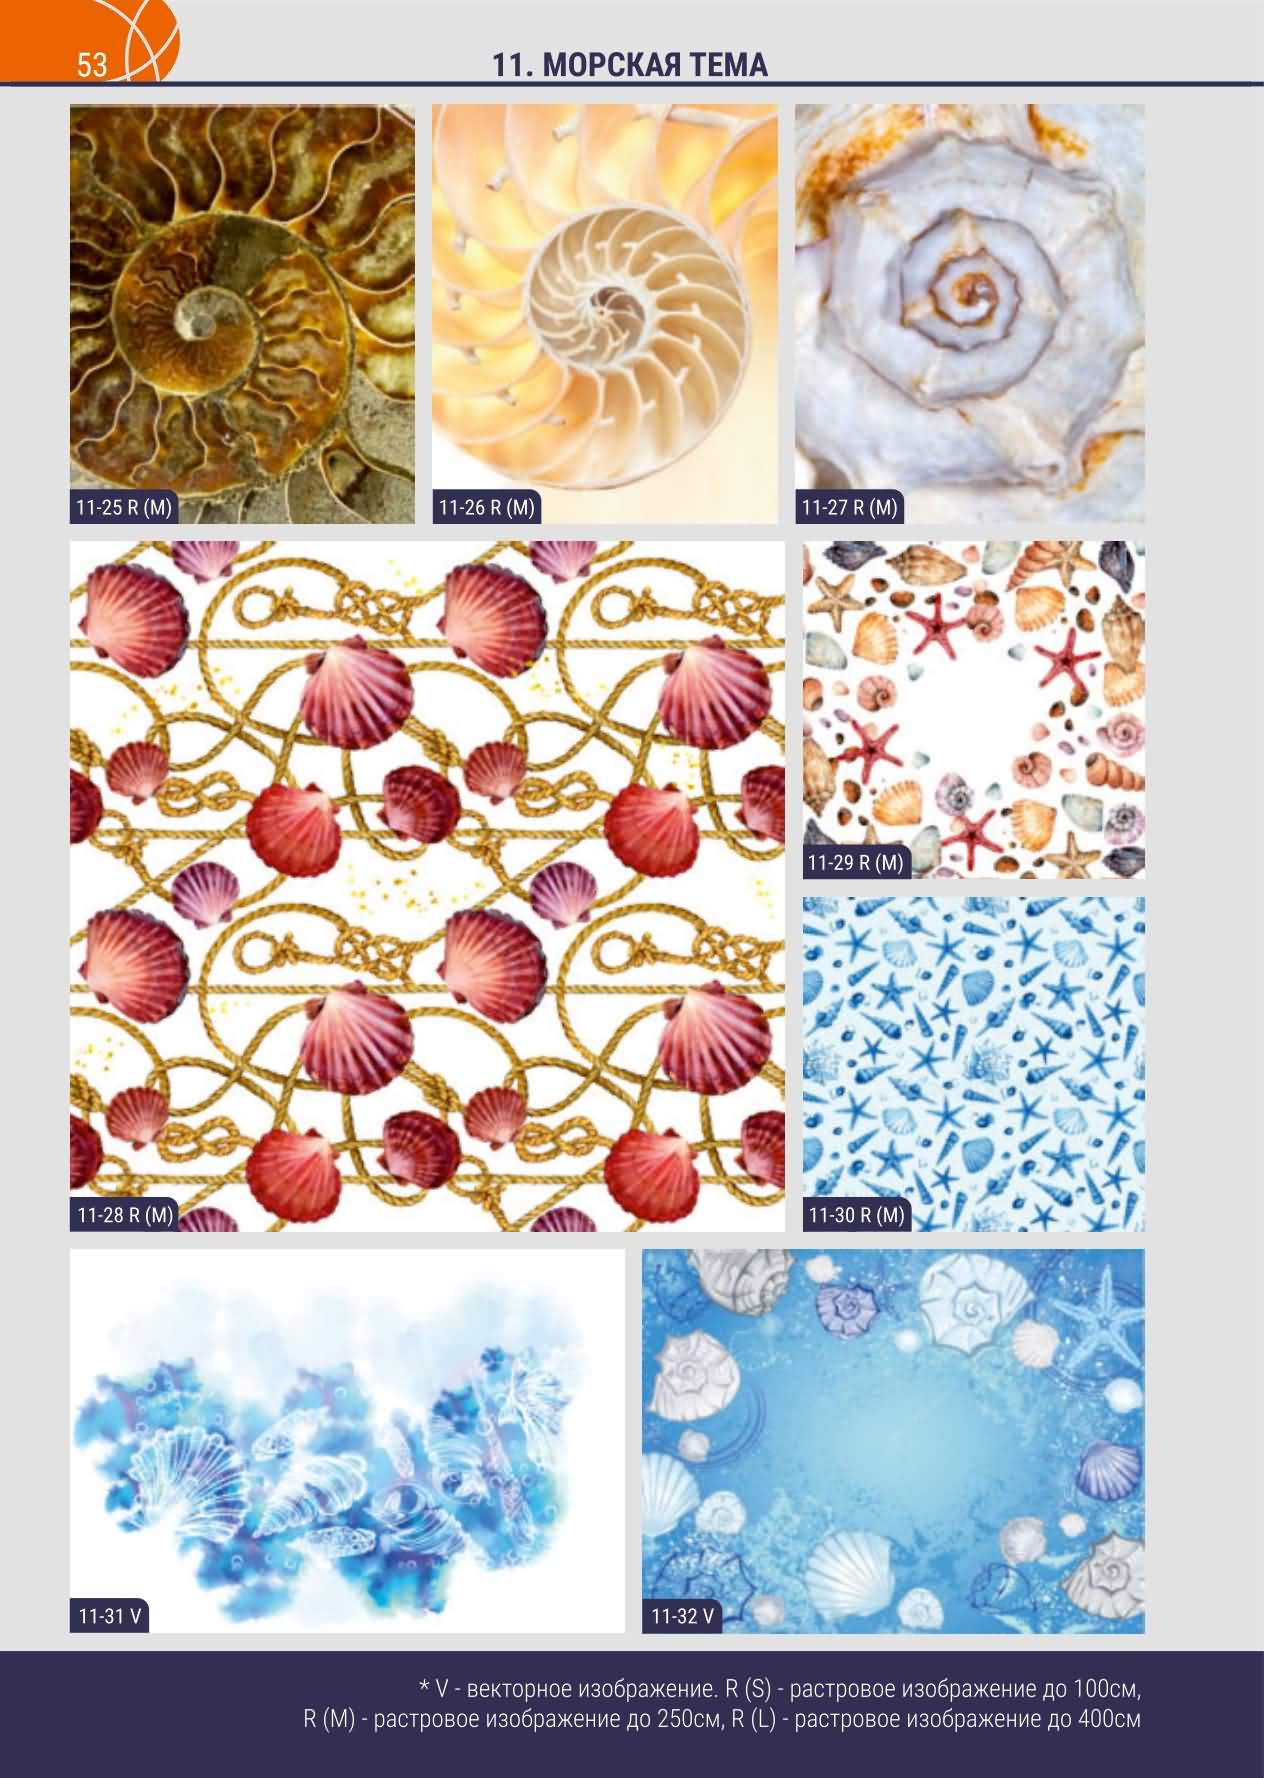 53
11. МОРСКАЯ ТЕМА
11-25 R (M)
11-26 R (M)
11-27 R (M)
11-28 R (M)
11-29 R (M)
11-30 R (M)
11-31 V
11-32 V
* V - векторное изображение. R (S) - растровое изображение до 100см,
R (M) - растровое изображение до 250см, R (L) - растровое изображение до 400см